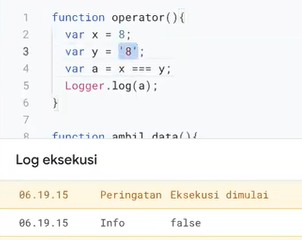 1 function operator(){
2 var x = 8;
3 var y = '8';
4 var a = x === y;
5 Logger.log(a);
6 }
7
8 function ambil_data(){
Log eksekusi
06.19.15 Peringatan Eksekusi dimulai
06.19.15 Info false